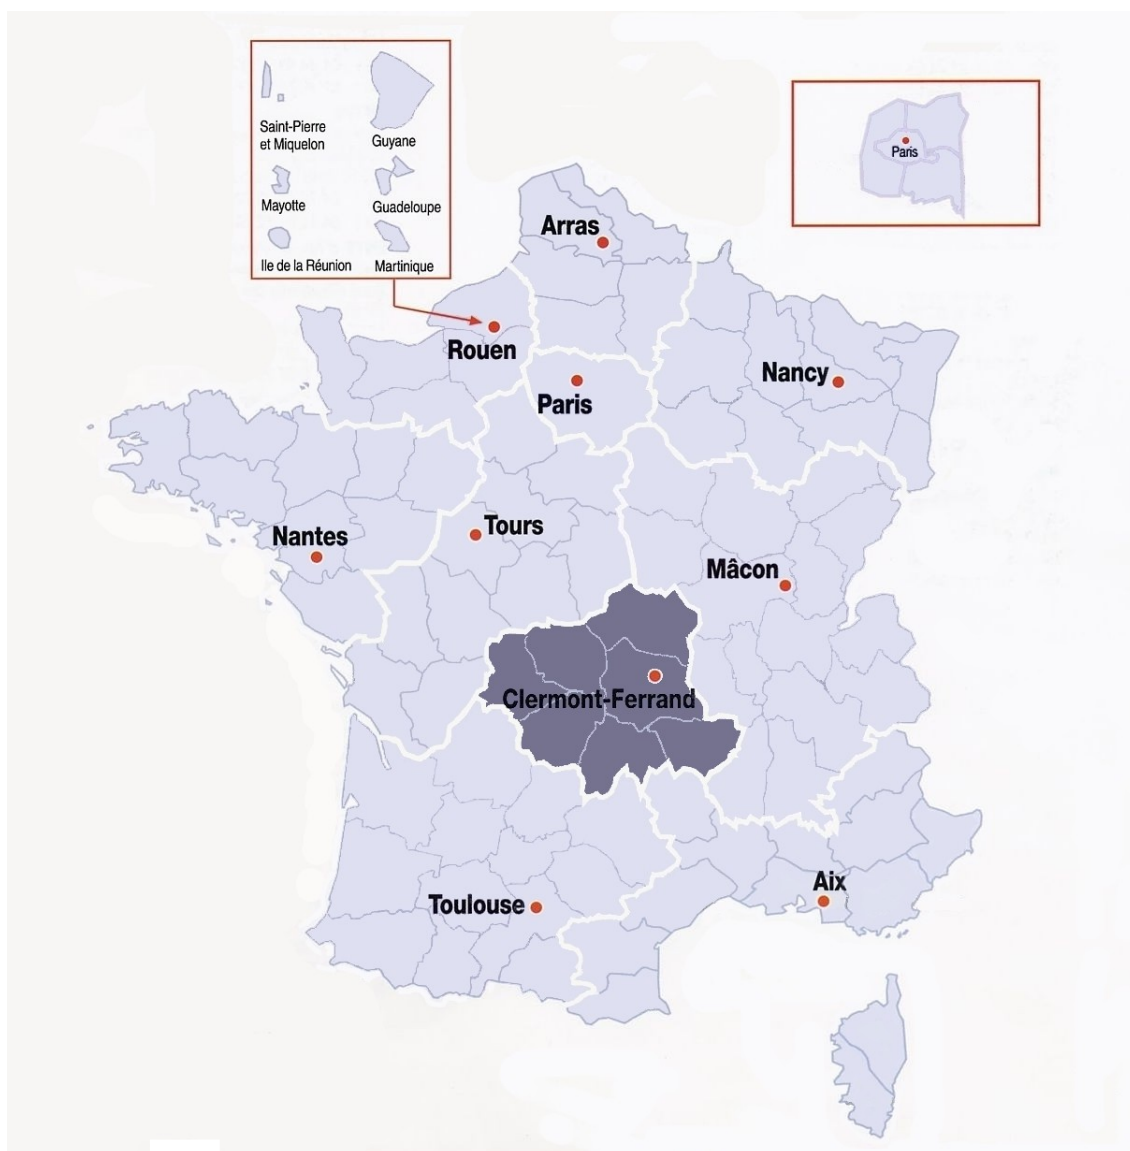 Saint-Pierre
et Miquelon
Guyane
Mayotte
Guadeloupe
Ile de la Réunion
Martinique
Paris
Arras
Rouen
Nancy
Paris
Tours
Nantes
Mâcon
Clermont-Ferrand
Aix
Toulouse